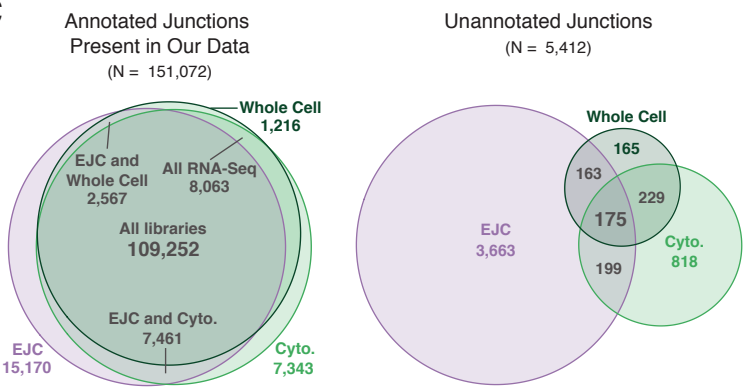 Annotated Junctions
Present in Our Data
(N = 151,072)
Whole Cell
1,216
EJC and
Whole Cell
2,567
All RNA-Seq
8,063
All libraries
109,252
EJC and Cyto.
7,461
EJC
15,170
Cyto.
7,343
Unannotated Junctions
(N = 5,412)
Whole Cell
165
163
229
175
EJC
3,663
Cyto.
818
199